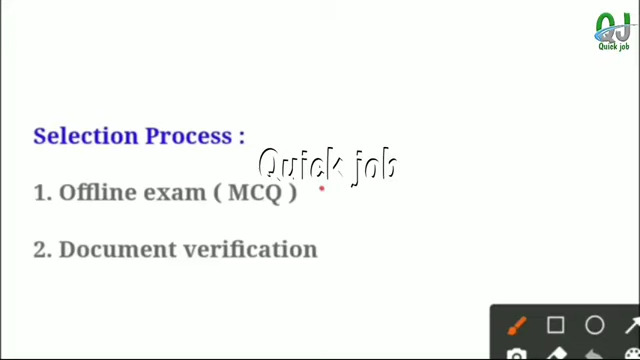 QJ
Quick job
Selection Process :
Quick job
1. Offline exam ( MCQ )
2. Document verification